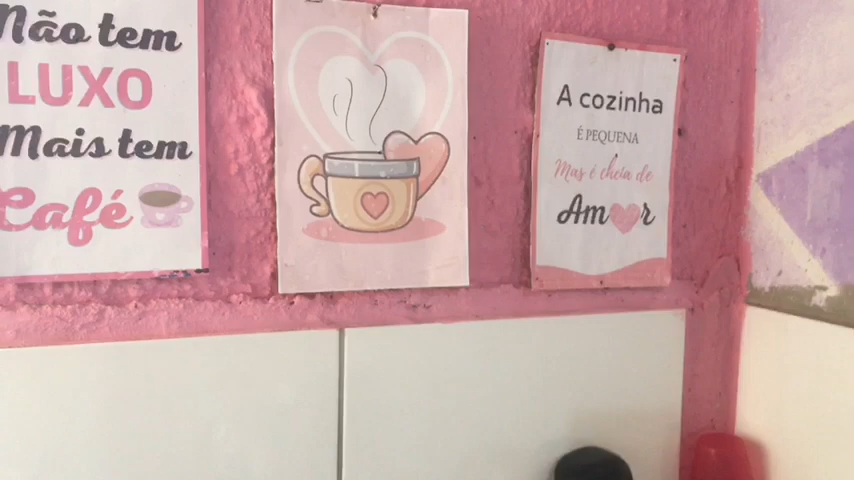 Não tem
LUXO
Mais tem
Café
A cozinha
É PEQUENA
Mas é cheia de
Amor